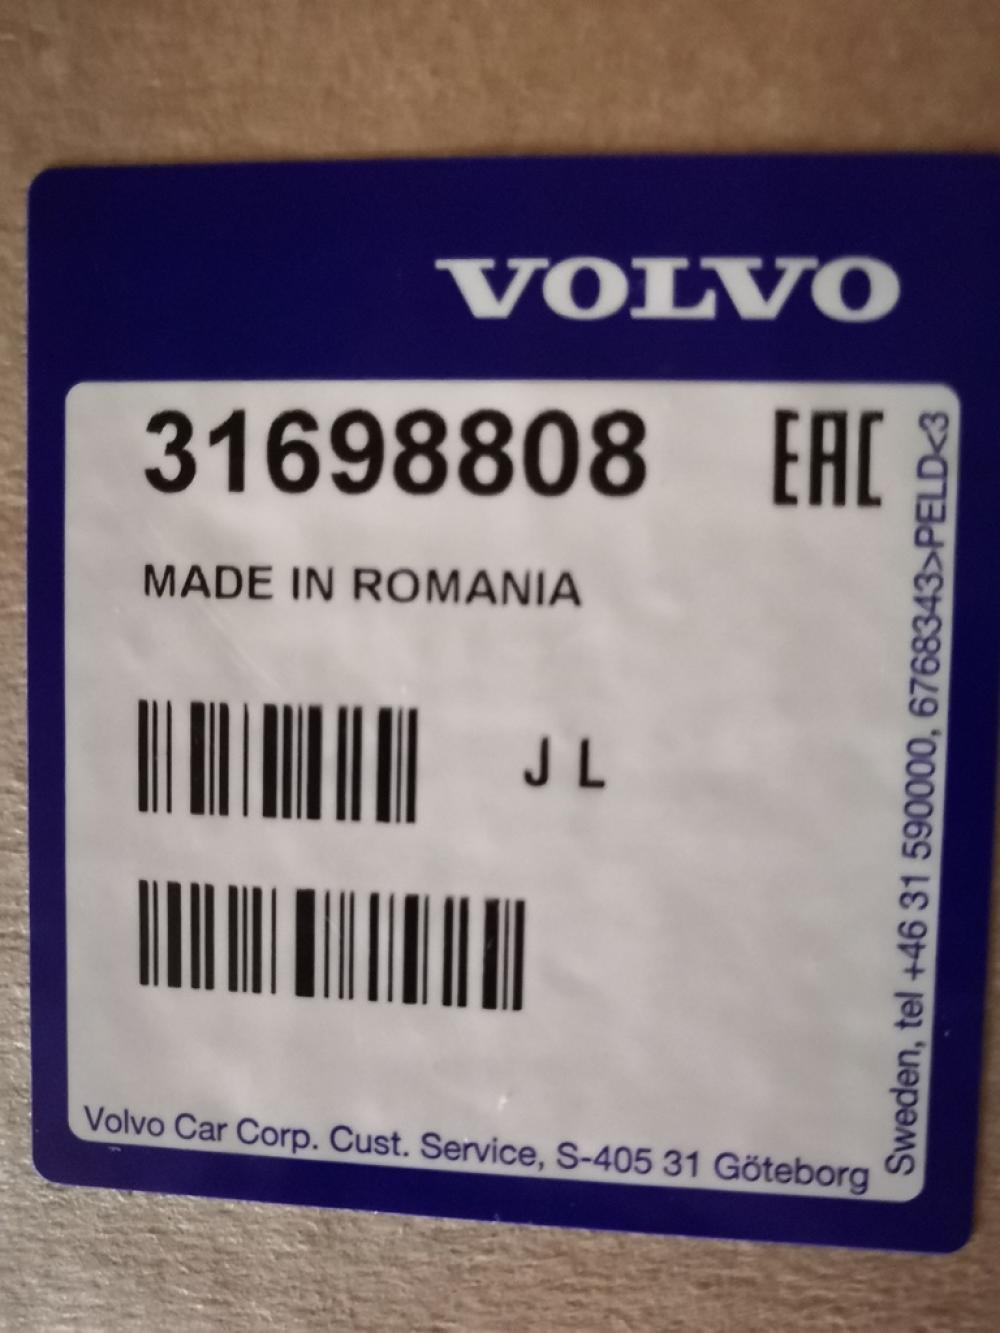 VOLVO
31698808 EAC
MADE IN ROMANIA
J L
Volvo Car Corp. Cust. Service, S-405 31 Göteborg
Sweden, tel +46 31 590000, 6768343>PELD<3